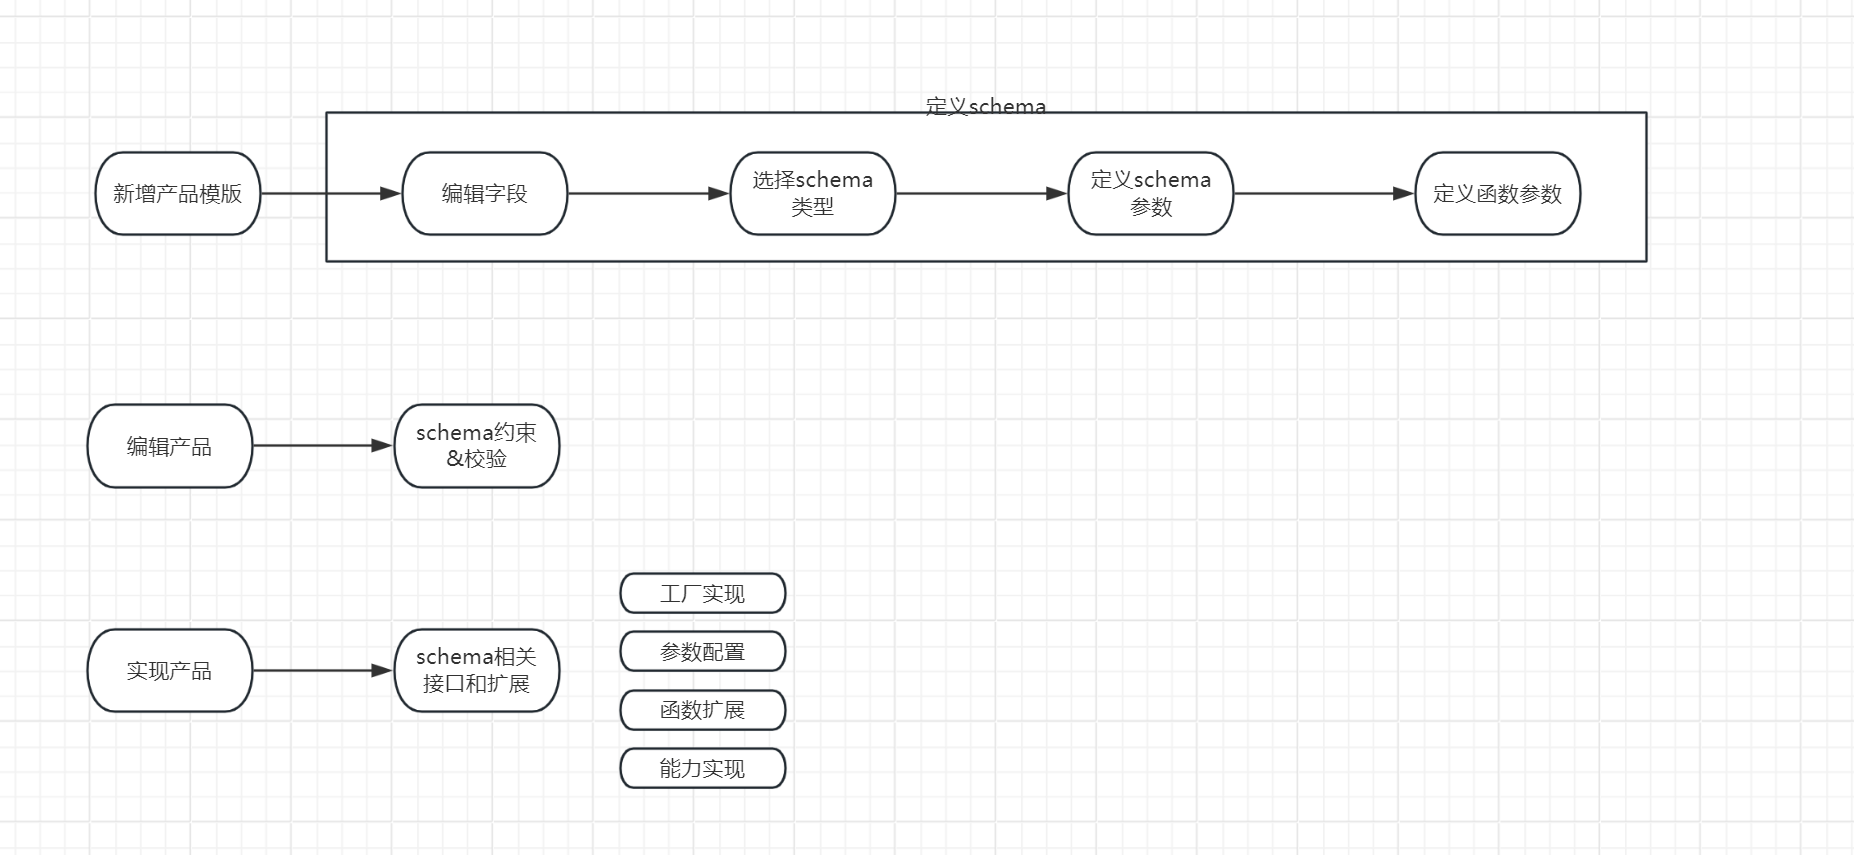 定义schema
新增产品模版
编辑字段
选择schema
类型
定义schema
参数
定义函数参数
编辑产品
schema约束
&校验
实现产品
schema相关
接口和扩展
工厂实现
参数配置
函数扩展
能力实现